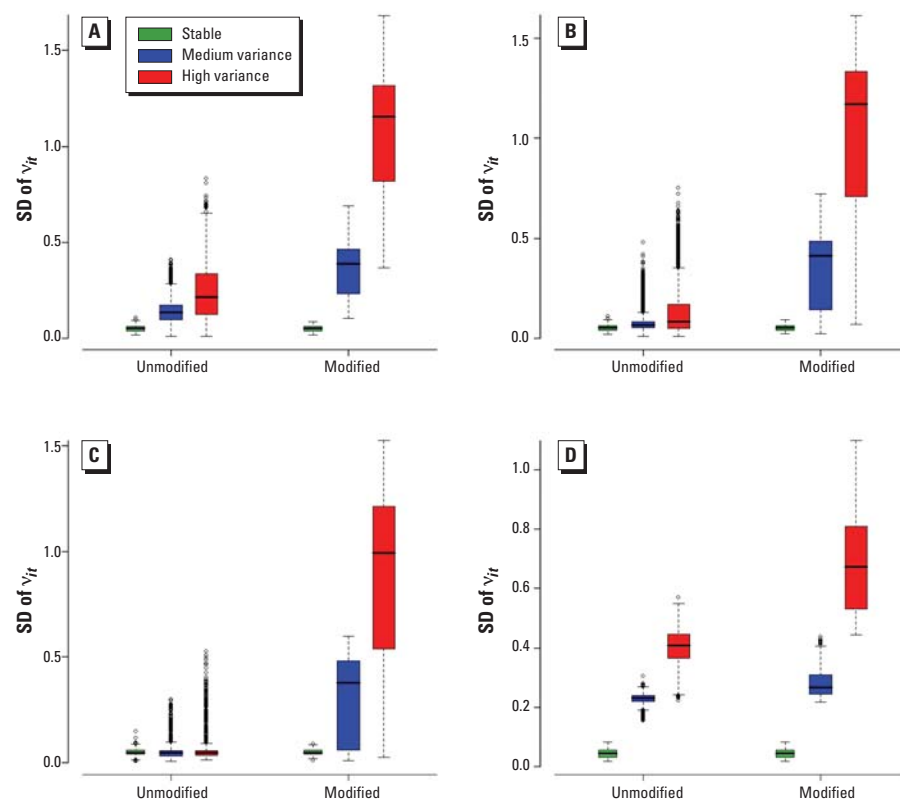 A
Stable
Medium variance
High variance
SD of νit
1.5
1.0
0.5
0.0
Unmodified
Modified
B
SD of νit
1.5
1.0
0.5
0.0
Unmodified
Modified
C
SD of νit
1.5
1.0
0.5
0.0
Unmodified
Modified
D
SD of νit
1.0
0.8
0.6
0.4
0.2
0.0
Unmodified
Modified